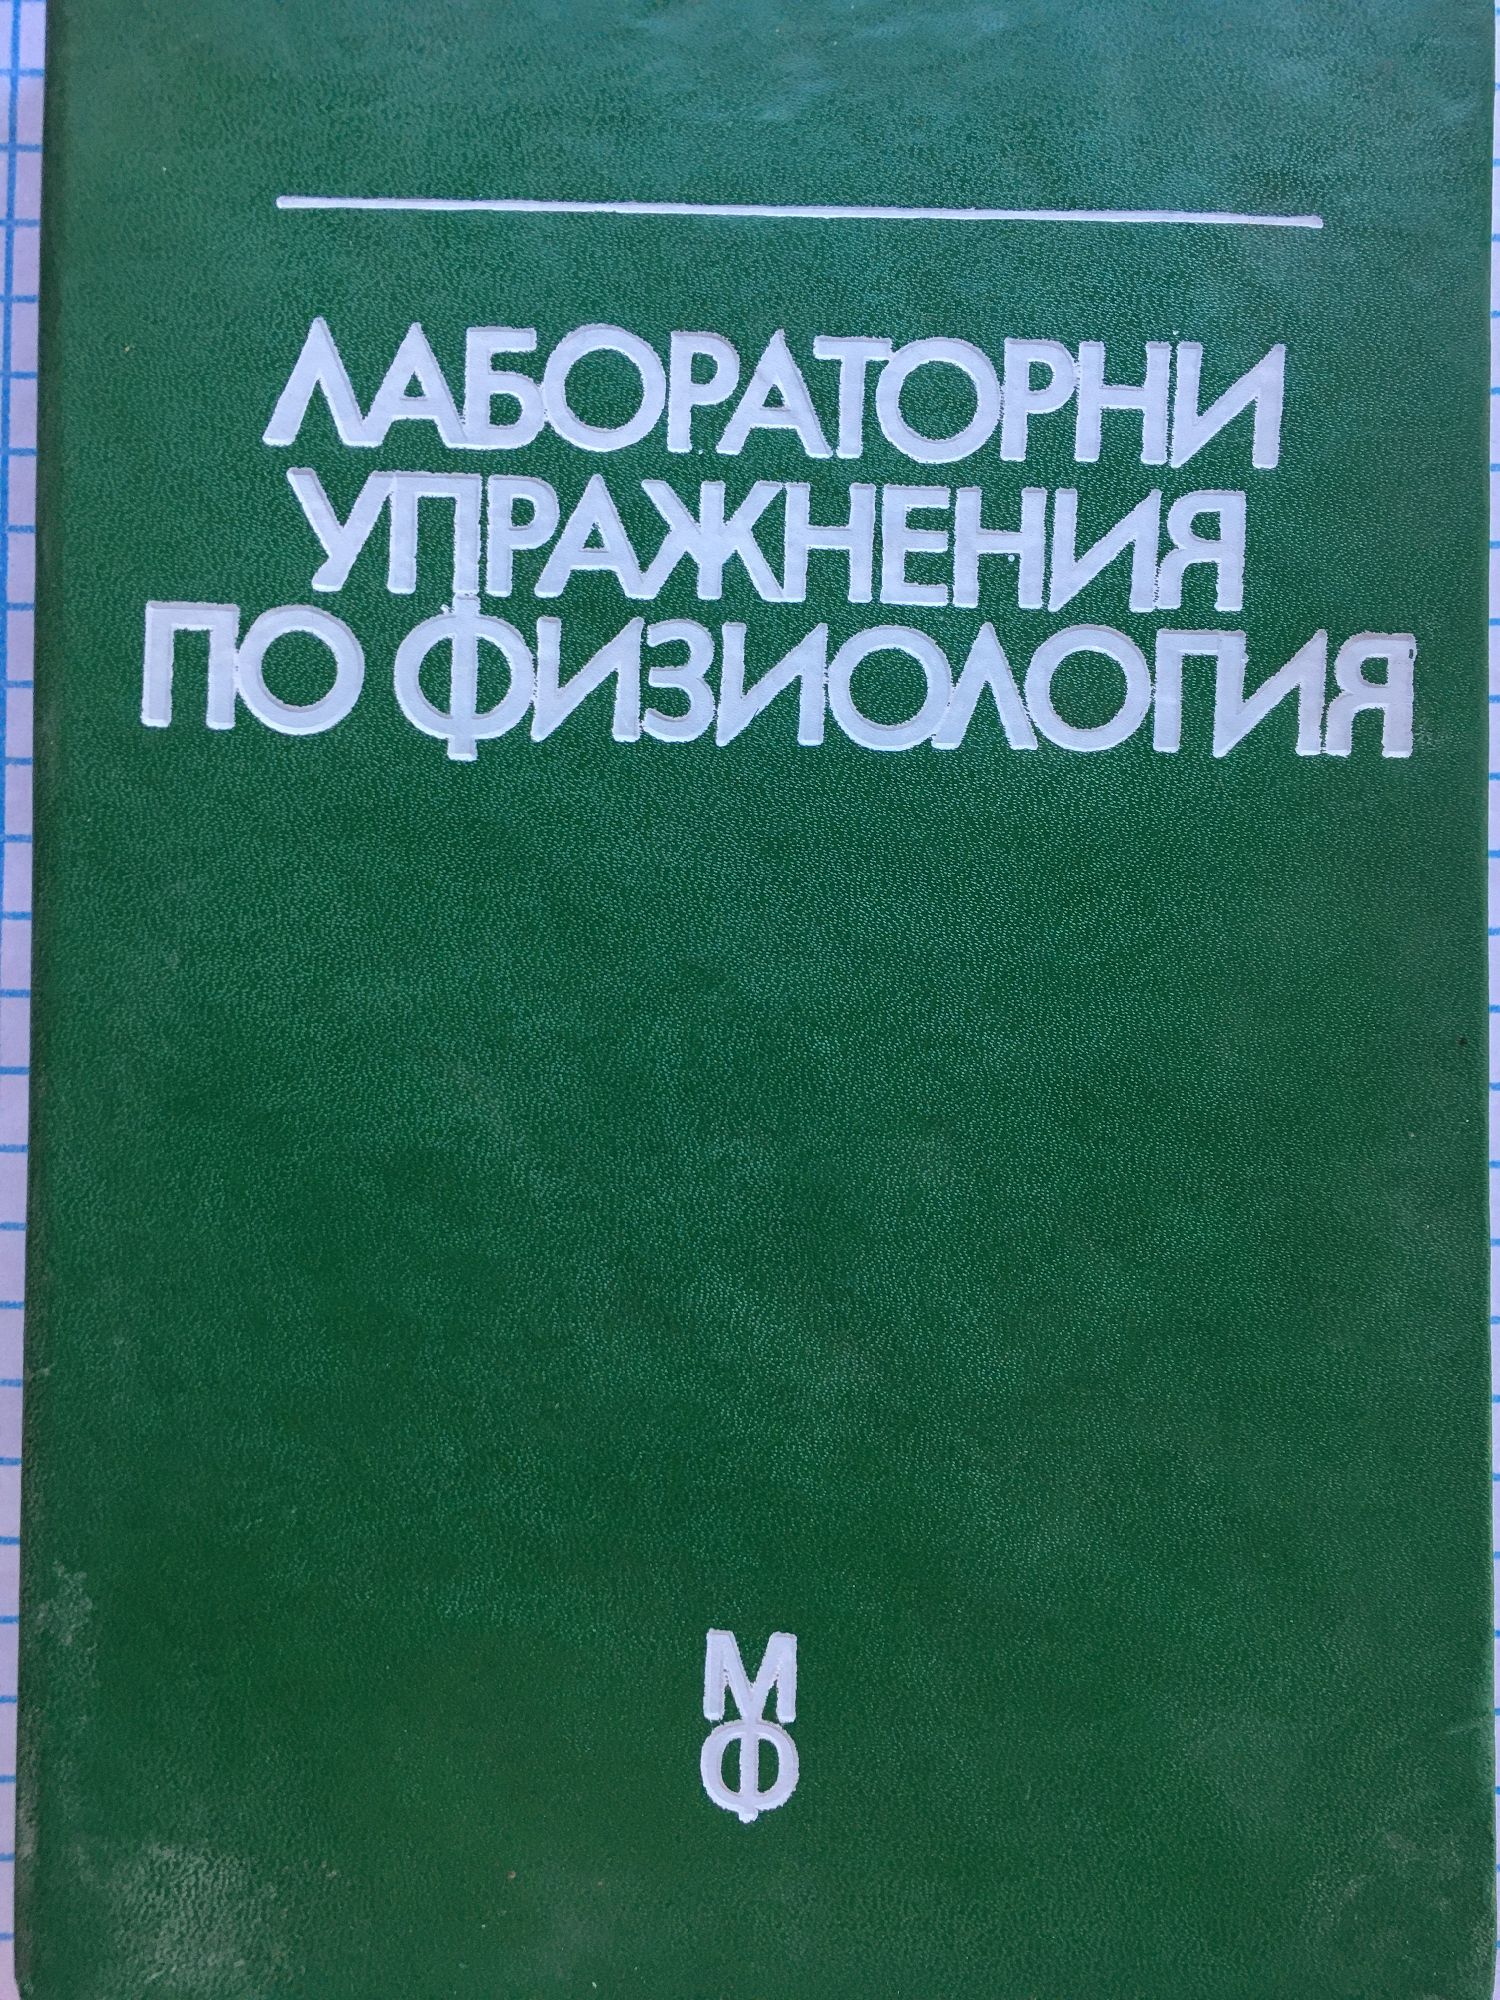 ЛАБОРАТОРНИ
УПРАЖНЕНИЯ
ПО ФИЗИОЛОГИЯ
М
Ф